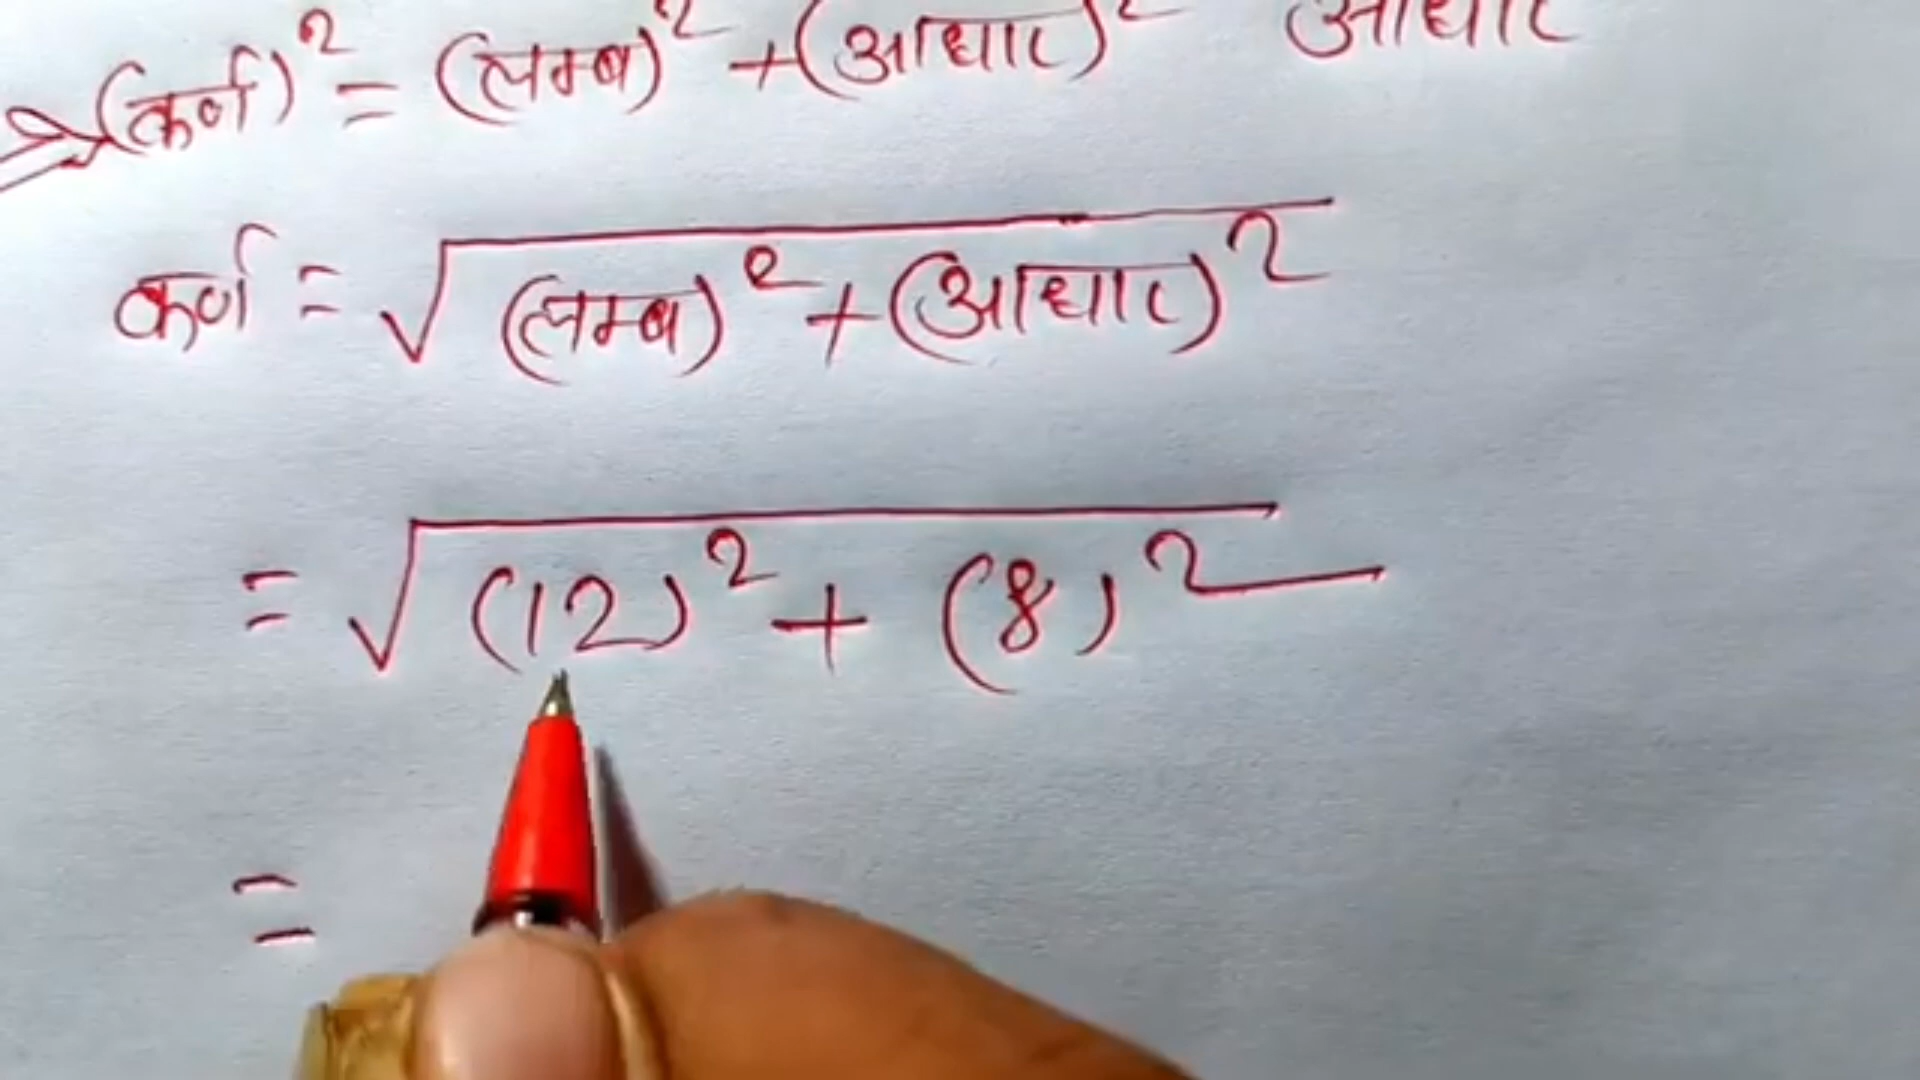 (कर्ण)² = (लम्ब)² + (आधार)² आधार
कर्ण = √(लम्ब)² + (आधार)²
= √(12)² + (8)²
=